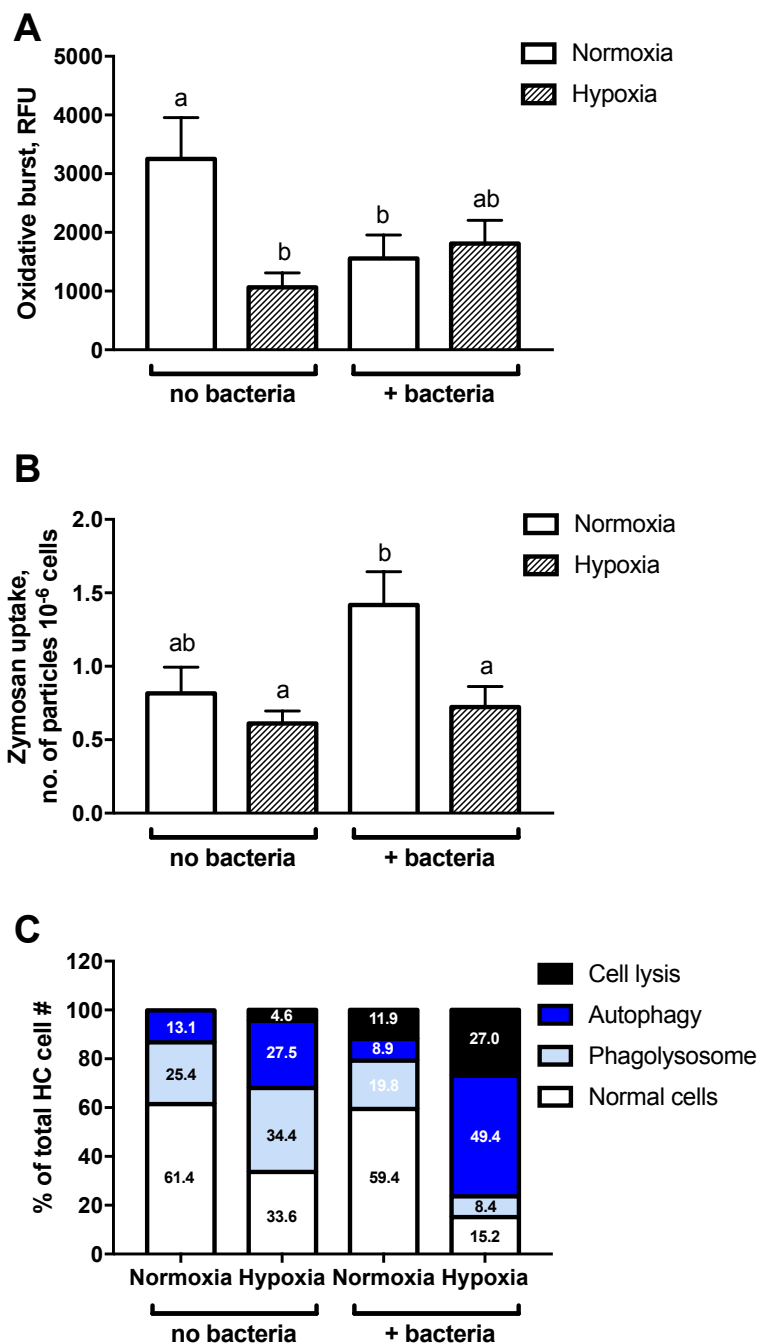 A
Oxidative burst, RFU
5000
4000
3000
2000
1000
0
a
b
b
ab
no bacteria
+ bacteria
Normoxia
Hypoxia
B
Zymosan uptake,
no. of particles 10⁻⁶ cells
2.0
1.5
1.0
0.5
0.0
ab
a
b
a
no bacteria
+ bacteria
Normoxia
Hypoxia
C
% of total HC cell #
120
100
80
60
40
20
0
13.1
25.4
61.4
4.6
27.5
34.4
33.6
11.9
8.9
19.8
59.4
27.0
49.4
8.4
15.2
Normoxia Hypoxia Normoxia Hypoxia
no bacteria
+ bacteria
Cell lysis
Autophagy
Phagolysosome
Normal cells